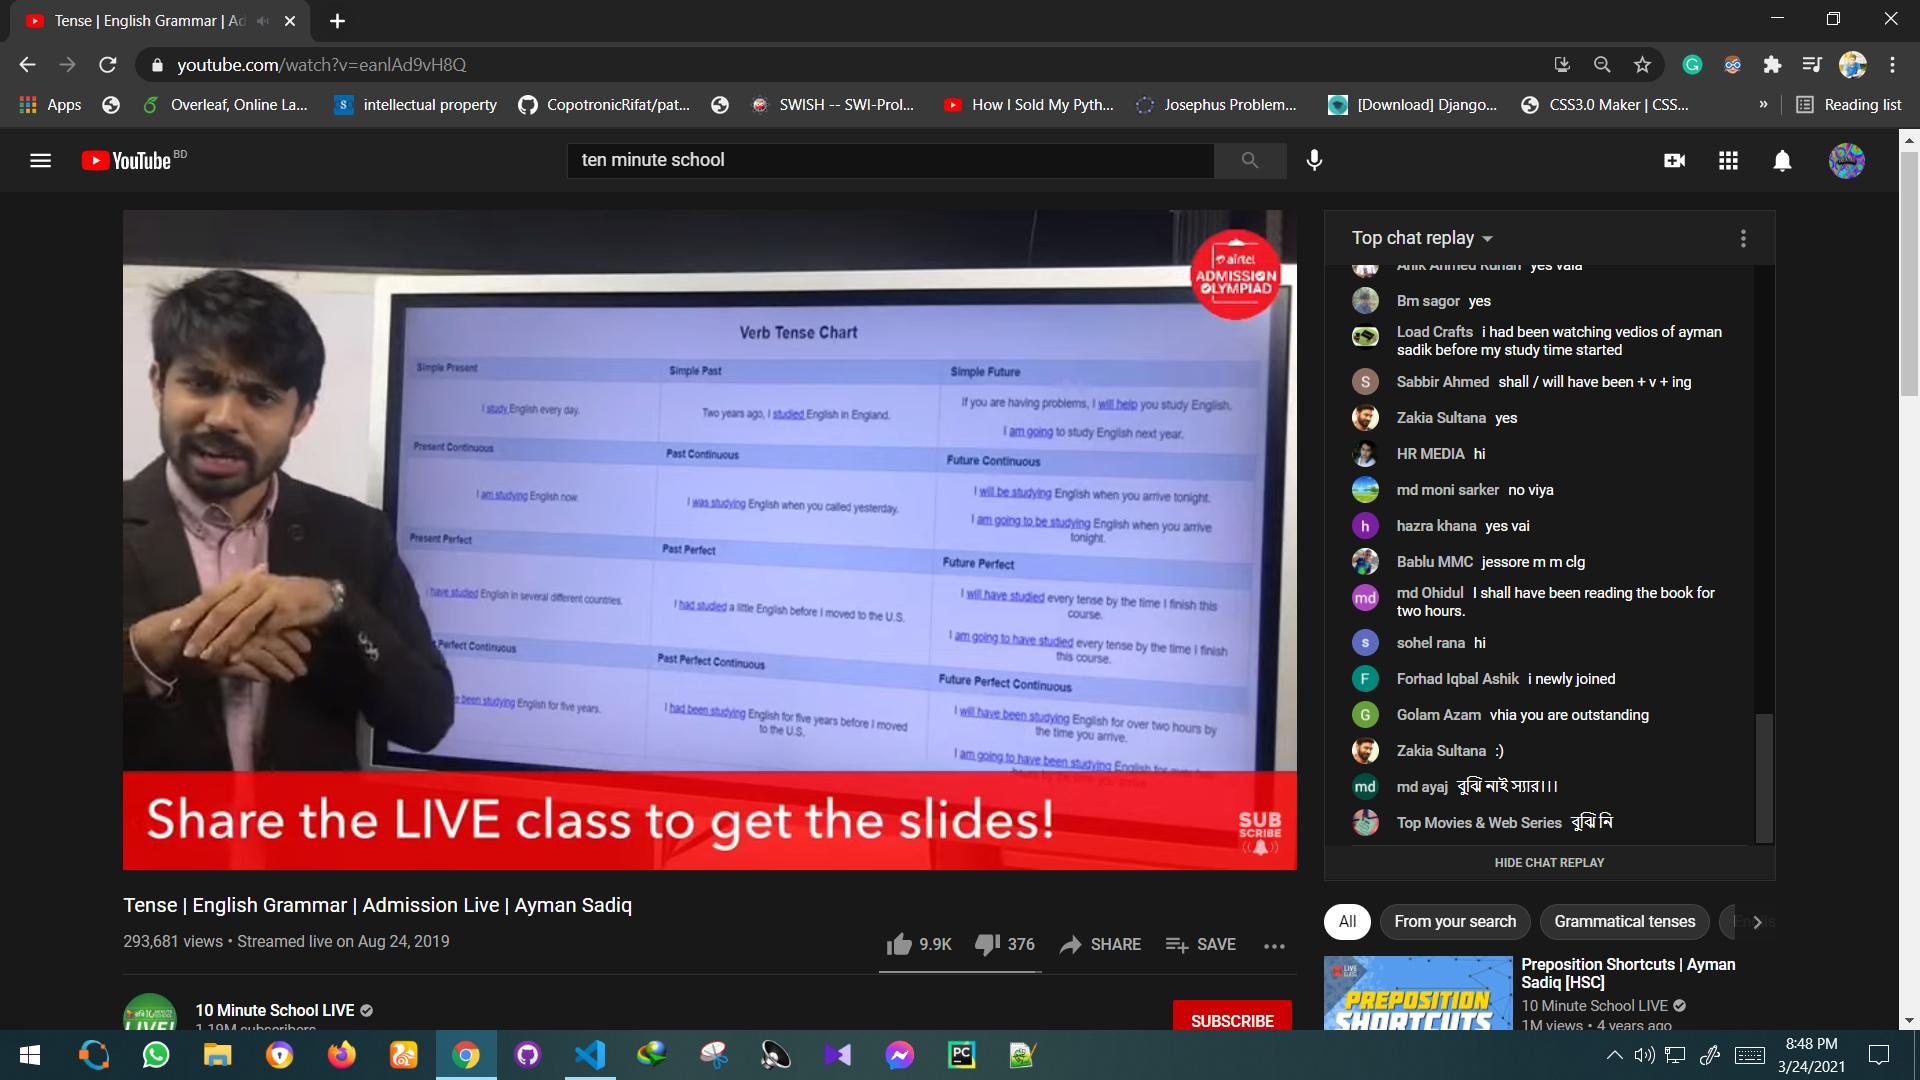 Tense | English Grammar | Ad
youtube.com/watch?v=eanlAd9vH8Q
Apps
Overleaf, Online La...
intellectual property
CopotronicRifat/pat...
SWISH -- SWI-Prol...
How I Sold My Pyth...
Josephus Problem...
[Download] Django...
CSS3.0 Maker | CSS...
»
Reading list
YouTube BD
ten minute school
airtel
ADMISSION
OLYMPIAD
Verb Tense Chart
Simple Present
Simple Past
Simple Future
I study English every day.
Two years ago, I studied English in England.
If you are having problems, I will help you study English.
I am going to study English next year.
Present Continuous
Past Continuous
Future Continuous
I am studying English now.
I was studying English when you called yesterday.
I will be studying English when you arrive tonight.
I am going to be studying English when you arrive
tonight.
Present Perfect
Past Perfect
Future Perfect
I have studied English in several different countries.
I had studied a little English before I moved to the U.S.
I will have studied every tense by the time I finish this
course.
I am going to have studied every tense by the time I finish
this course.
Perfect Continuous
Past Perfect Continuous
Future Perfect Continuous
been studying English for five years.
I had been studying English for five years before I moved
to the U.S.
I will have been studying English for over two hours by
the time you arrive.
I am going to have been studying English for
Share the LIVE class to get the slides!
SUB
SCRIBE
Top chat replay
Anik Ahmed Ruhan yes vaia
Bm sagor yes
Load Crafts i had been watching vedios of ayman
sadik before my study time started
S Sabbir Ahmed shall / will have been + v + ing
Zakia Sultana yes
HR MEDIA hi
md moni sarker no viya
h hazra khana yes vai
Bablu MMC jessore m m clg
md md Ohidul I shall have been reading the book for
two hours.
s sohel rana hi
F Forhad Iqbal Ashik i newly joined
G Golam Azam vhia you are outstanding
Zakia Sultana :)
md md ayaj বুঝি নাই স্যার।।।
Top Movies & Web Series বুঝি নি
HIDE CHAT REPLAY
Tense | English Grammar | Admission Live | Ayman Sadiq
293,681 views • Streamed live on Aug 24, 2019
9.9K
376
SHARE
SAVE
10 Minute School LIVE
1.19M subscribers
SUBSCRIBE
All
From your search
Grammatical tenses
LIVE
PREPOSITION
SHORTCUTS
Preposition Shortcuts | Ayman
Sadiq [HSC]
10 Minute School LIVE
1M views • 4 years ago
8:48 PM
3/24/2021